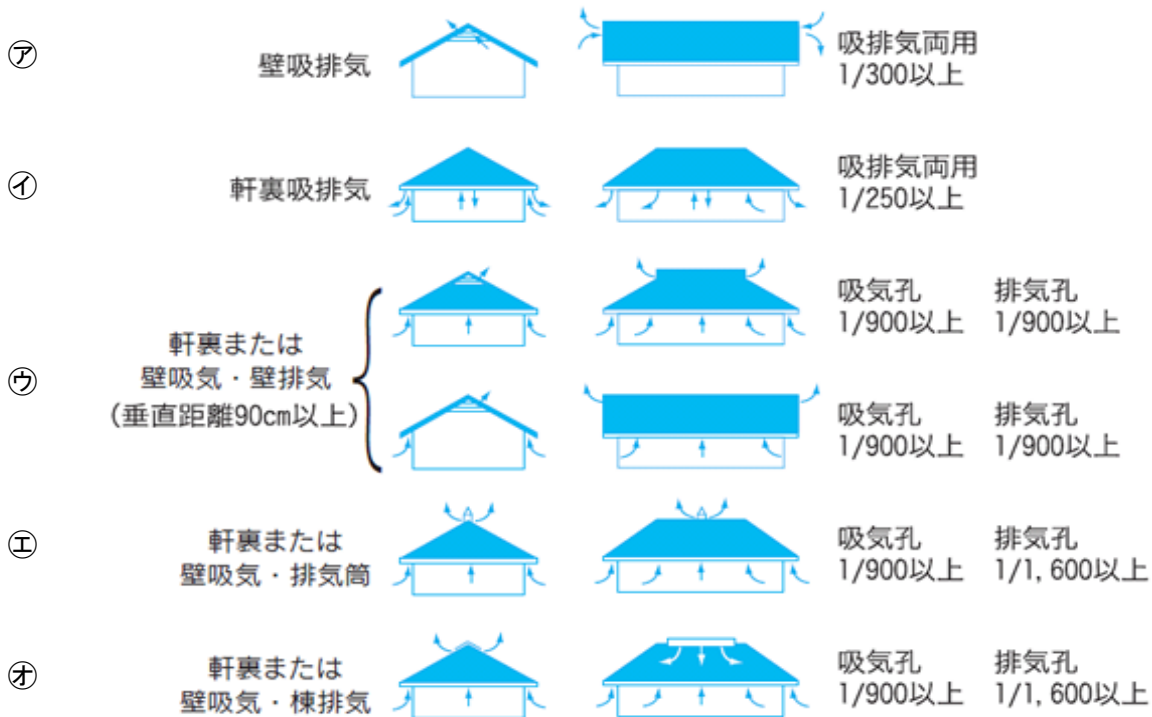 ㋐
壁吸排気
吸排気両用
1/300以上
㋑
軒裏吸排気
吸排気両用
1/250以上
㋒
軒裏または
壁吸気・壁排気
(垂直距離90cm以上)
吸気孔 排気孔
1/900以上 1/900以上
吸気孔 排気孔
1/900以上 1/900以上
㋓
軒裏または
壁吸気・排気筒
吸気孔 排気孔
1/900以上 1/1,600以上
㋔
軒裏または
壁吸気・棟排気
吸気孔 排気孔
1/900以上 1/1,600以上